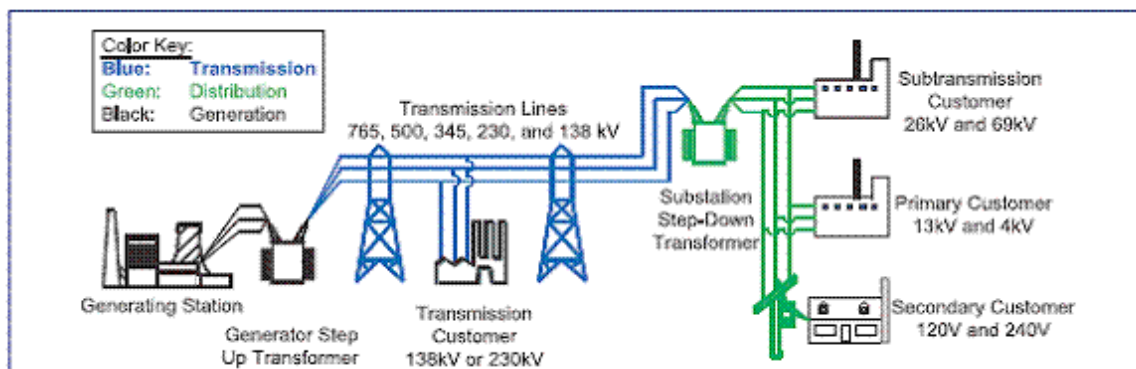 Color Key:
Blue: Transmission
Green: Distribution
Black: Generation
Transmission Lines
765, 500, 345, 230, and 138 kV
Subtransmission
Customer
26kV and 69kV
Substation
Step-Down
Transformer
Primary Customer
13kV and 4kV
Generating Station
Generator Step
Up Transformer
Transmission
Customer
138kV or 230kV
Secondary Customer
120V and 240V